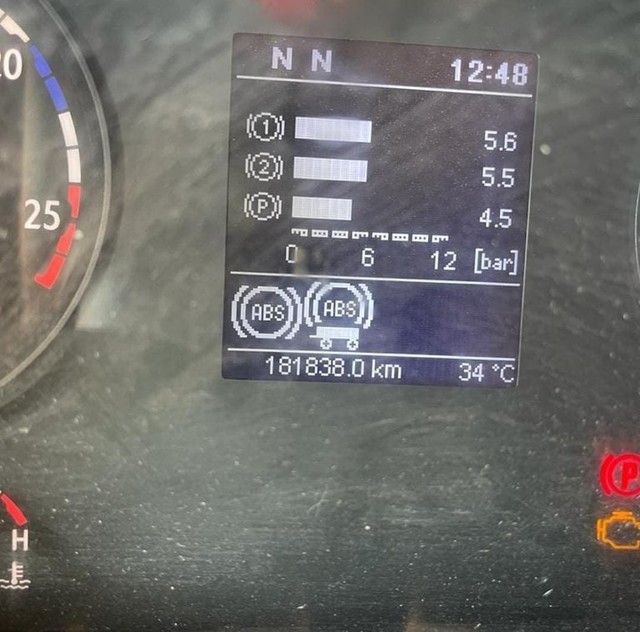 N N 12:48
20
(1) 5.6
(2) 5.5
25
(P) 4.5
0 6 12 [bar]
ABS ABS
181838.0 km 34 °C
P
H